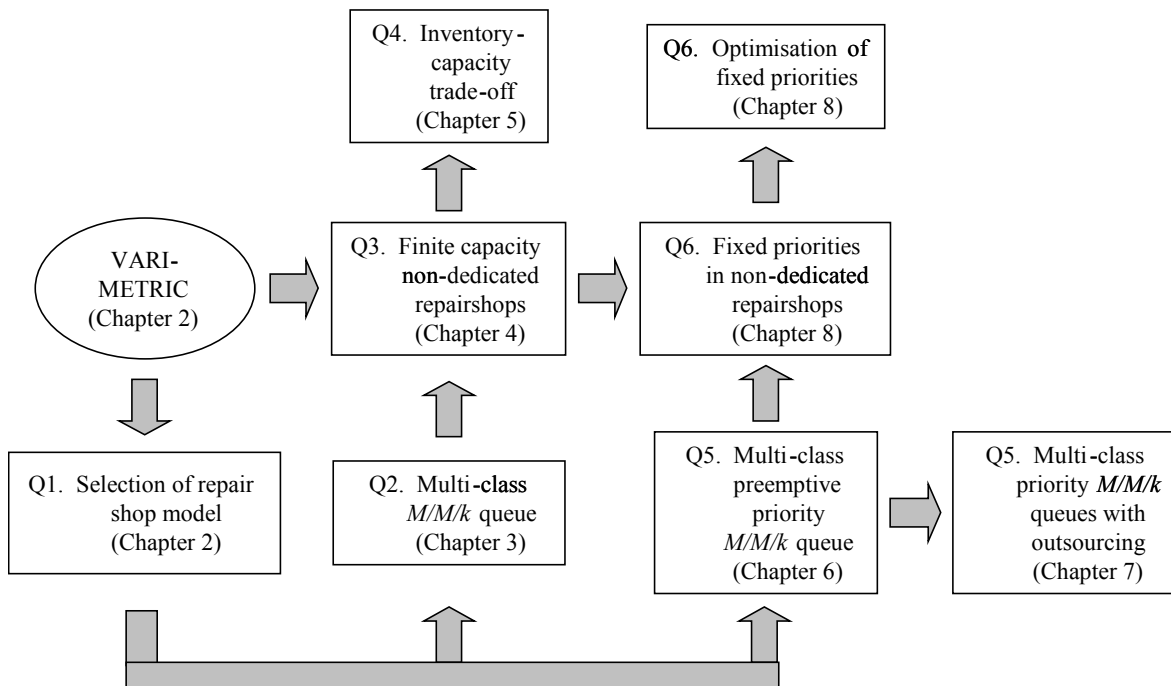 Q4. Inventory-
capacity
trade-off
(Chapter 5)
Q6. Optimisation of
fixed priorities
(Chapter 8)
VARI-
METRIC
(Chapter 2)
Q3. Finite capacity
non-dedicated
repairshops
(Chapter 4)
Q6. Fixed priorities
in non-dedicated
repairshops
(Chapter 8)
Q1. Selection of repair
shop model
(Chapter 2)
Q2. Multi-class
M/M/k queue
(Chapter 3)
Q5. Multi-class
preemptive
priority
M/M/k queue
(Chapter 6)
Q5. Multi-class
priority M/M/k
queues with
outsourcing
(Chapter 7)